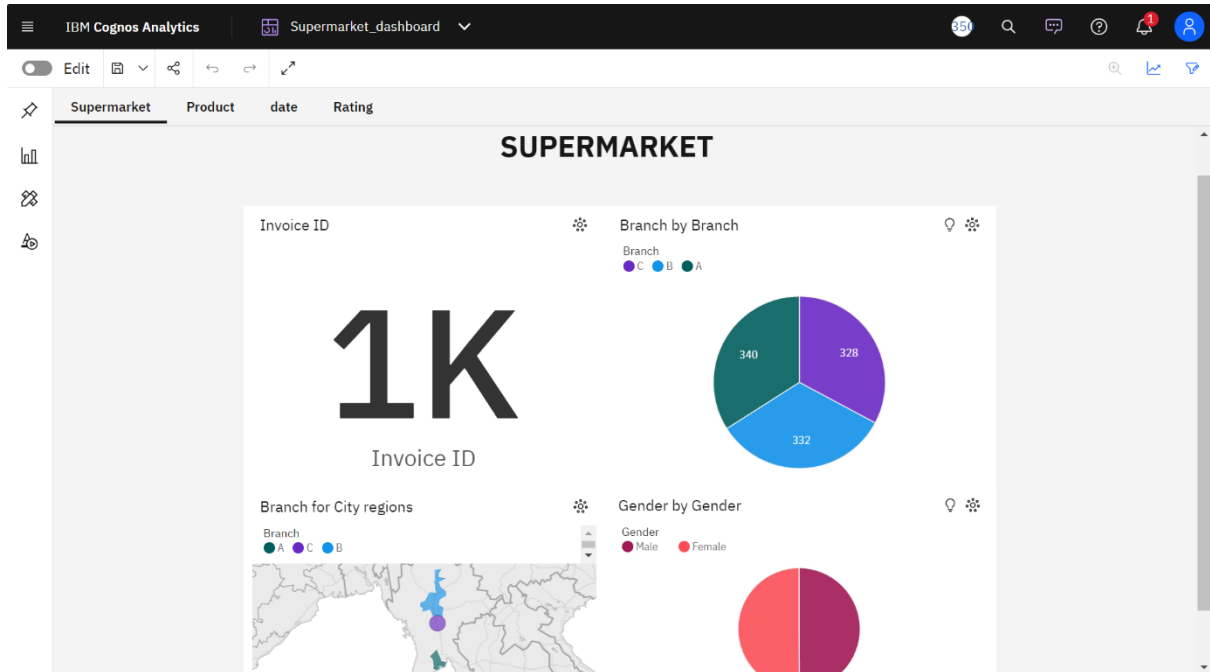 IBM Cognos Analytics
Supermarket_dashboard
350
1
Edit
Supermarket Product date Rating
SUPERMARKET
Invoice ID
1K
Invoice ID
Branch by Branch
Branch
C B A
340
328
332
Branch for City regions
Branch
A C B
Gender by Gender
Gender
Male Female